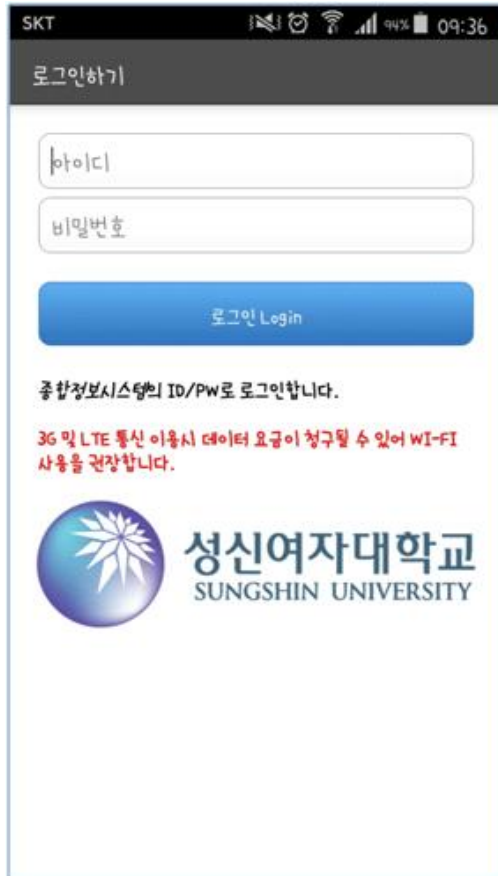 SKT 94% 09:36
로그인하기
아이디
비밀번호
로그인 Login
종합정보시스템의 ID/PW로 로그인합니다.
3G 및 LTE 통신 이용시 데이터 요금이 청구될 수 있어 WI-FI
사용을 권장합니다.
성신여자대학교
SUNGSHIN UNIVERSITY